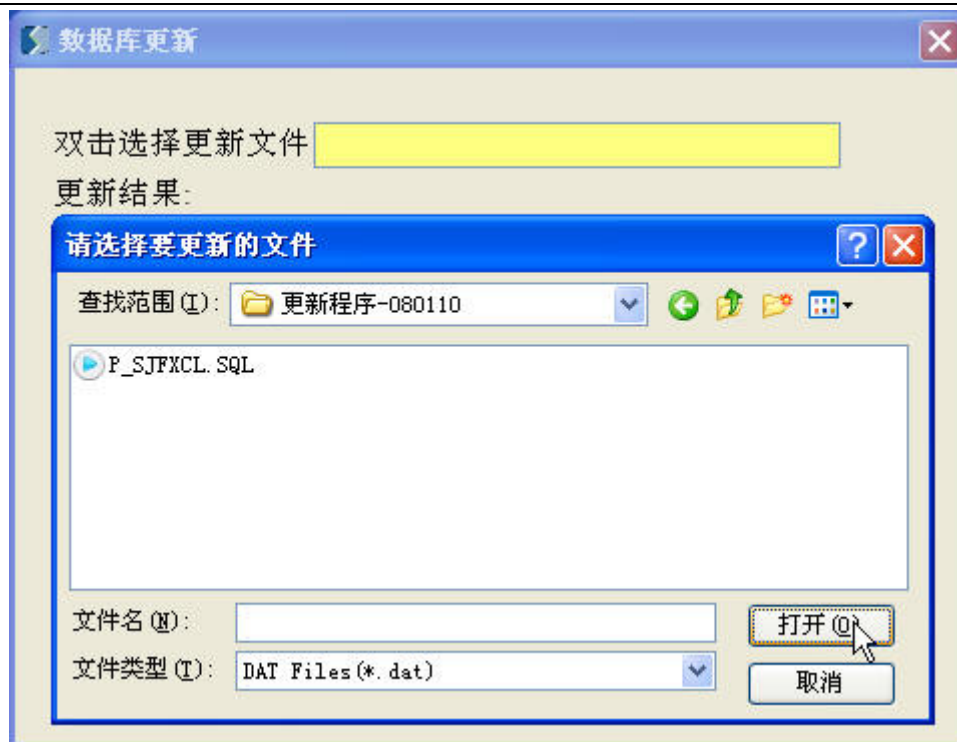 数据库更新
双击选择更新文件
更新结果:
请选择要更新的文件
查找范围(I): 更新程序-080110
P_SJFXCL.SQL
文件名(N): 打开(O)
文件类型(T): DAT Files(*.dat) 取消